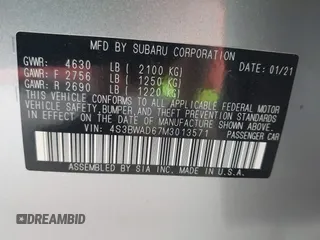 MFD. BY SUBARU CORPORATION
GVWR: 4630 LB [ 2100 KG] DATE: 01/21
GAWR: F 2756 LB [ 1250 KG]
GAWR: R 2690 LB [ 1220 KG]
THIS VEHICLE CONFORMS TO ALL APPLICABLE FEDERAL MOTOR
VEHICLE SAFETY, BUMPER, AND THEFT PREVENTION STANDARDS IN
EFFECT ON THE DATE OF MANUFACTURE SHOWN ABOVE.
VIN: 4S3BWAD67M3013571
PASSENGER CAR
ASSEMBLED BY SIA INC. MADE IN U.S.A.
DREAMBID